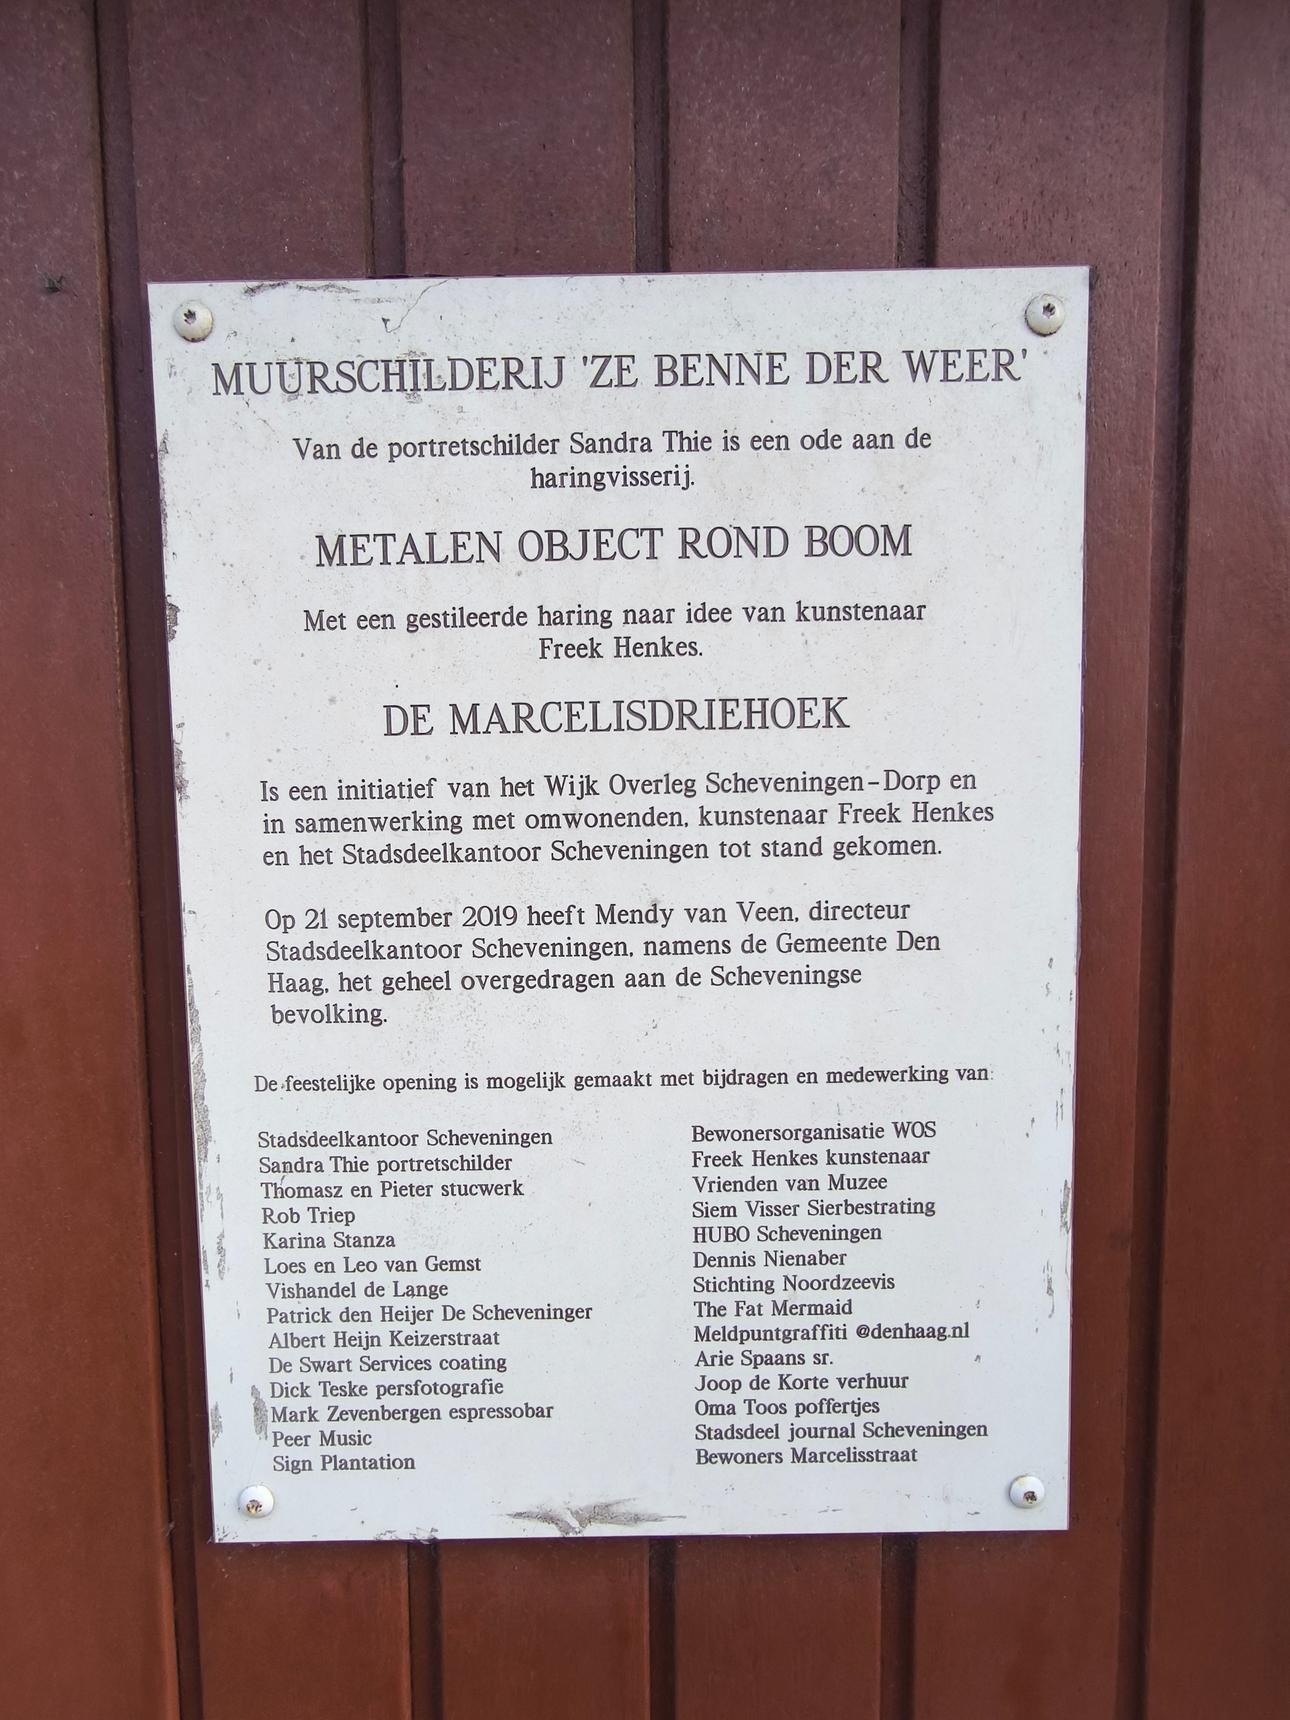 MUURSCHILDERIJ 'ZE BENNE DER WEER'
Van de portretschilder Sandra Thie is een ode aan de
haringvisserij.
METALEN OBJECT ROND BOOM
Met een gestileerde haring naar idee van kunstenaar
Freek Henkes.
DE MARCELISDRIEHOEK
Is een initiatief van het Wijk Overleg Scheveningen-Dorp en
in samenwerking met omwonenden, kunstenaar Freek Henkes
en het Stadsdeelkantoor Scheveningen tot stand gekomen.
Op 21 september 2019 heeft Mendy van Veen, directeur
Stadsdeelkantoor Scheveningen, namens de Gemeente Den
Haag, het geheel overgedragen aan de Scheveningse
bevolking.
De feestelijke opening is mogelijk gemaakt met bijdragen en medewerking van:
Stadsdeelkantoor Scheveningen
Sandra Thie portretschilder
Thomasz en Pieter stucwerk
Rob Triep
Karina Stanza
Loes en Leo van Gemst
Vishandel de Lange
Patrick den Heijer De Scheveninger
Albert Heijn Keizerstraat
De Swart Services coating
Dick Teske persfotografie
Mark Zevenbergen espressobar
Peer Music
Sign Plantation
Bewonersorganisatie WOS
Freek Henkes kunstenaar
Vrienden van Muzee
Siem Visser Sierbestrating
HUBO Scheveningen
Dennis Nienaber
Stichting Noordzeevis
The Fat Mermaid
Meldpuntgraffiti @denhaag.nl
Arie Spaans sr.
Joop de Korte verhuur
Oma Toos poffertjes
Stadsdeel journal Scheveningen
Bewoners Marcelisstraat